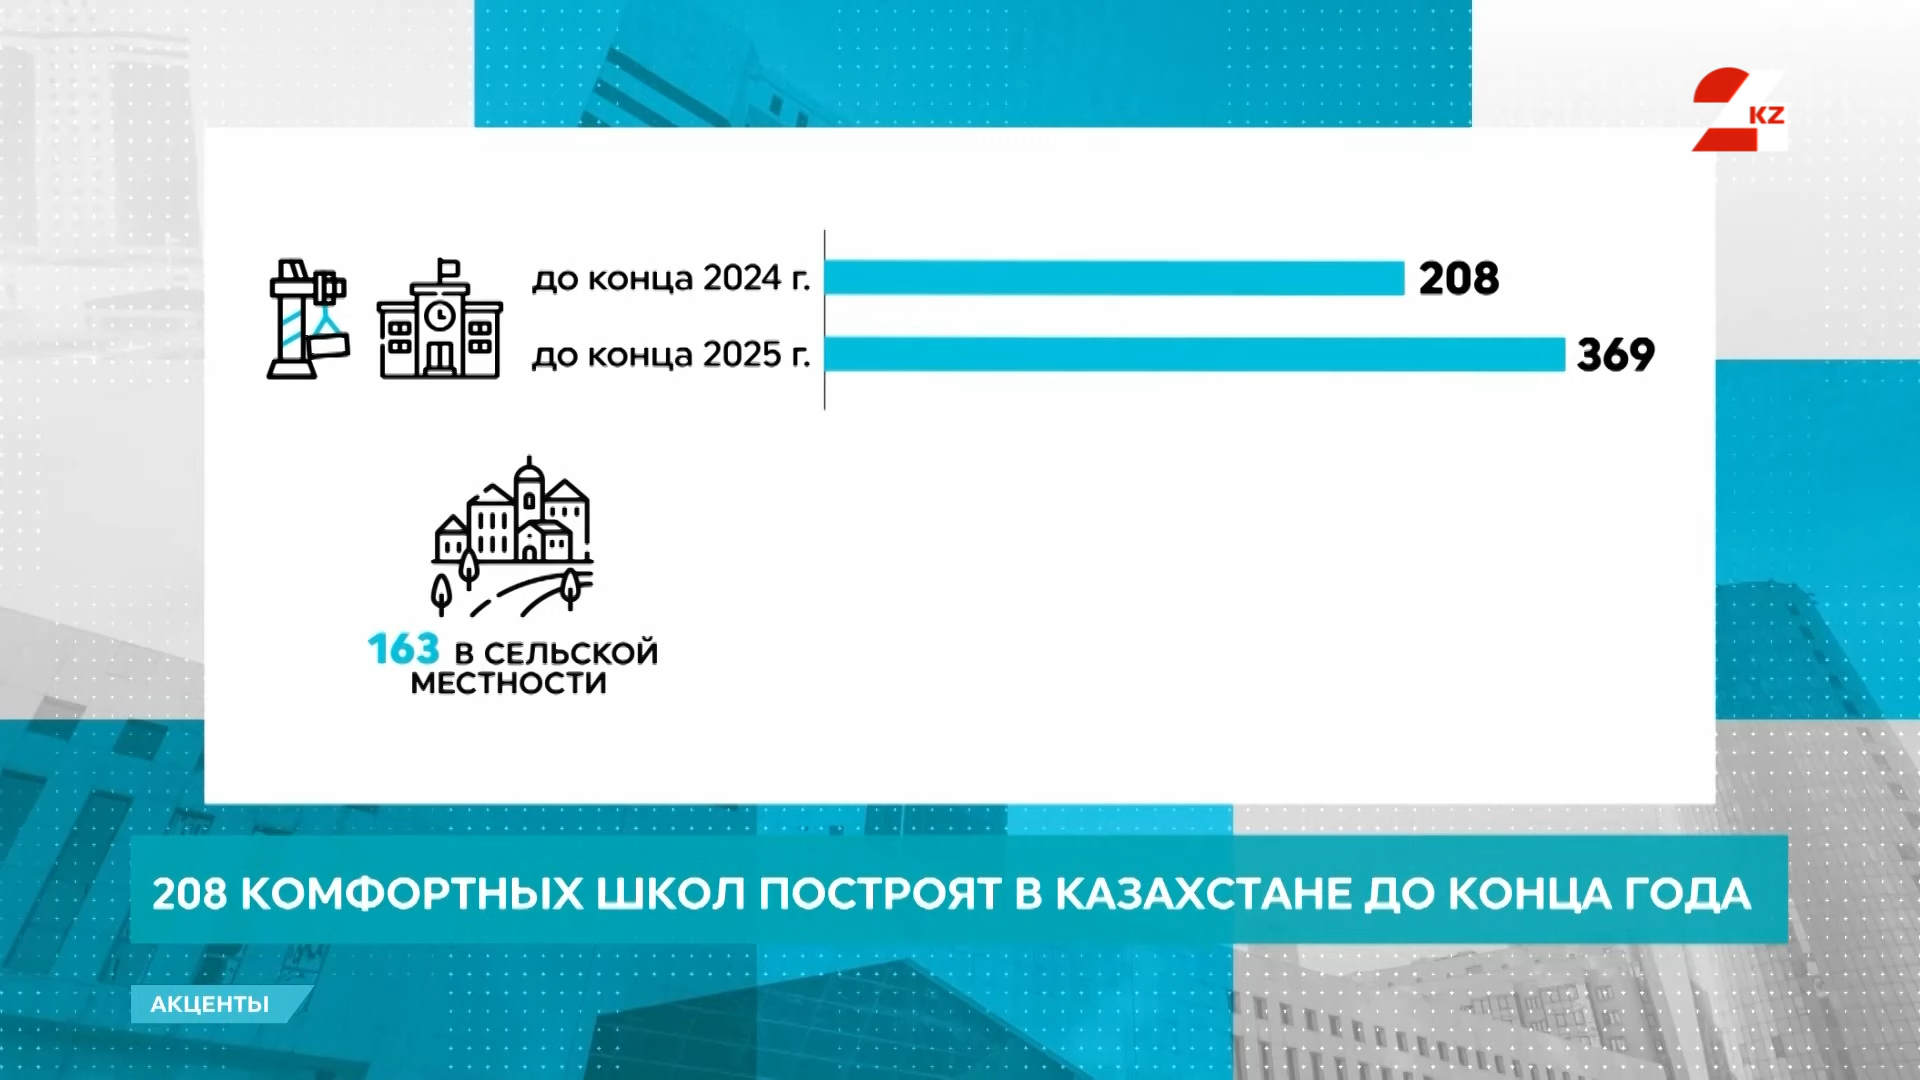 2 KZ
до конца 2024 г. 208
до конца 2025 г. 369
163 В СЕЛЬСКОЙ
МЕСТНОСТИ
208 КОМФОРТНЫХ ШКОЛ ПОСТРОЯТ В КАЗАХСТАНЕ ДО КОНЦА ГОДА
АКЦЕНТЫ